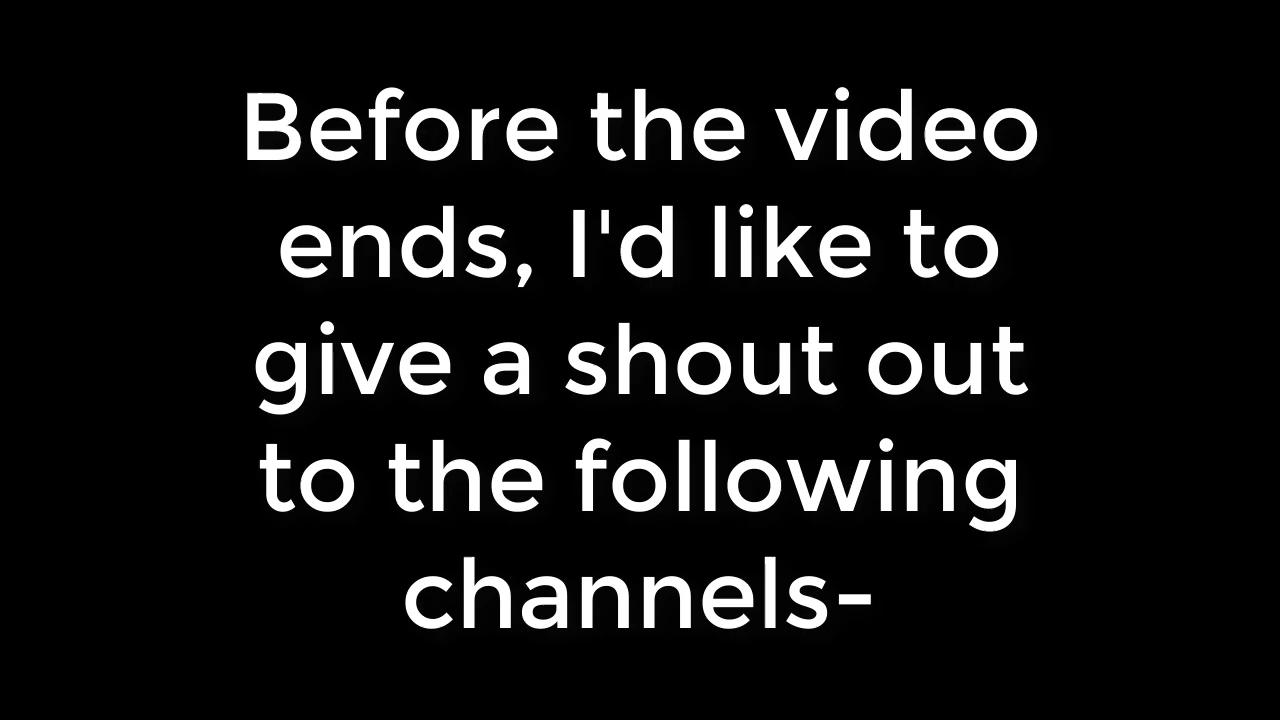 Before the video
ends, I'd like to
give a shout out
to the following
channels-